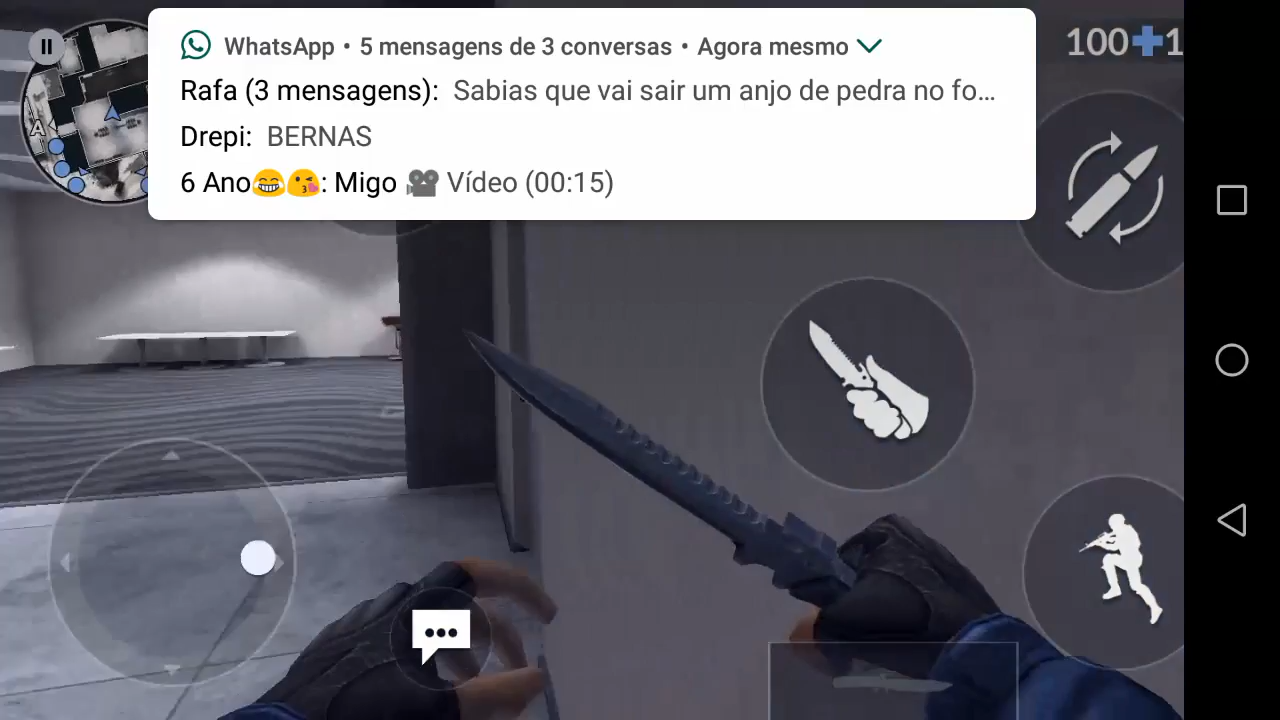 WhatsApp • 5 mensagens de 3 conversas • Agora mesmo
100 1
Rafa (3 mensagens): Sabias que vai sair um anjo de pedra no fo...
A
Drepi: BERNAS
6 Ano😂😘: Migo 🎥 Vídeo (00:15)